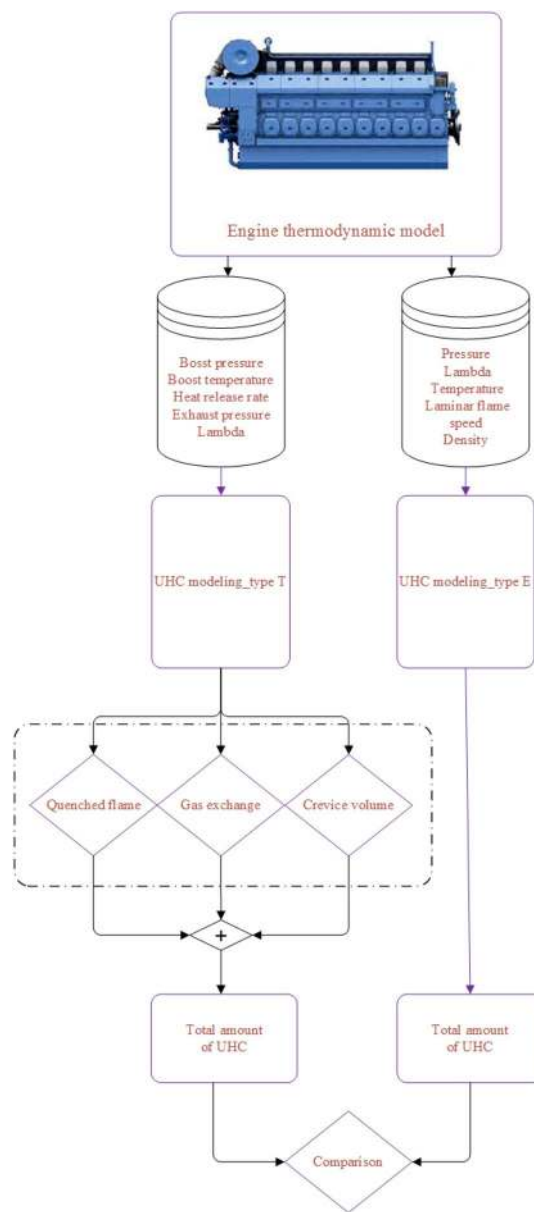 Engine thermodynamic model
Bosst pressure
Boost temperature
Heat release rate
Exhaust pressure
Lambda
Pressure
Lambda
Temperature
Laminar flame
speed
Density
UHC modeling_type T
UHC modeling_type E
Quenched flame
Gas exchange
Crevice volume
+
Total amount
of UHC
Total amount
of UHC
Comparison